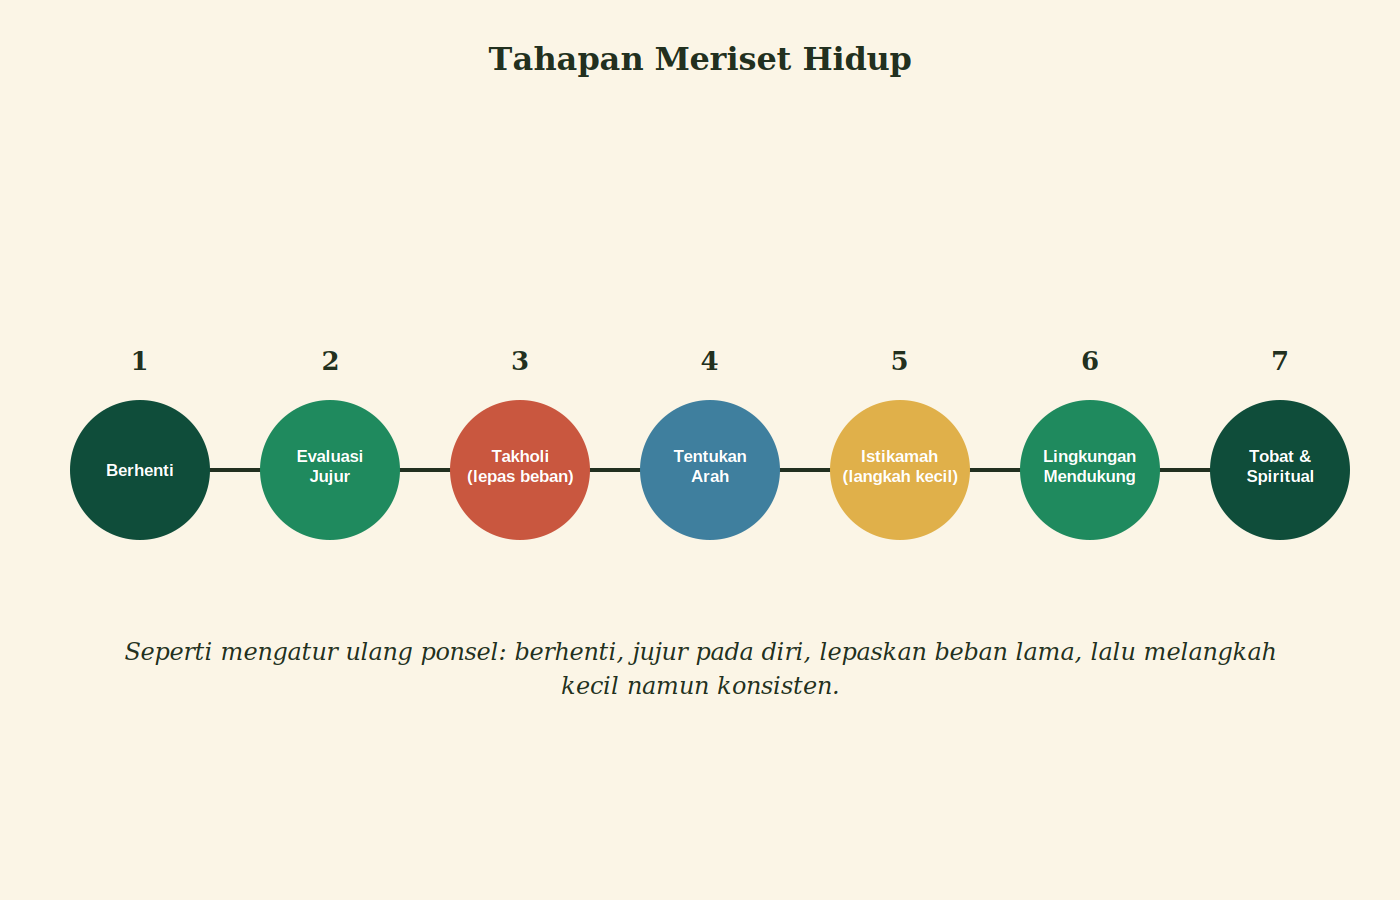 Tahapan Meriset Hidup
1
2
3
4
5
6
7
Berhenti
Evaluasi
Jujur
Takholi
(lepas beban)
Tentukan
Arah
Istikamah
(langkah kecil)
Lingkungan
Mendukung
Tobat &
Spiritual
Seperti mengatur ulang ponsel: berhenti, jujur pada diri, lepaskan beban lama, lalu melangkah
kecil namun konsisten.